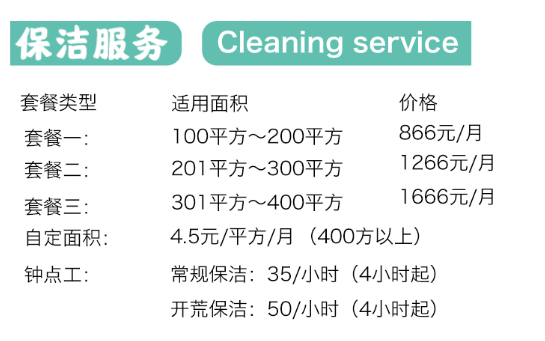 保洁服务 Cleaning service
套餐类型 适用面积 价格
套餐一： 100平方～200平方 866元/月
套餐二： 201平方～300平方 1266元/月
套餐三： 301平方～400平方 1666元/月
自定面积： 4.5元/平方/月（400方以上）
钟点工： 常规保洁：35/小时（4小时起）
开荒保洁：50/小时（4小时起）